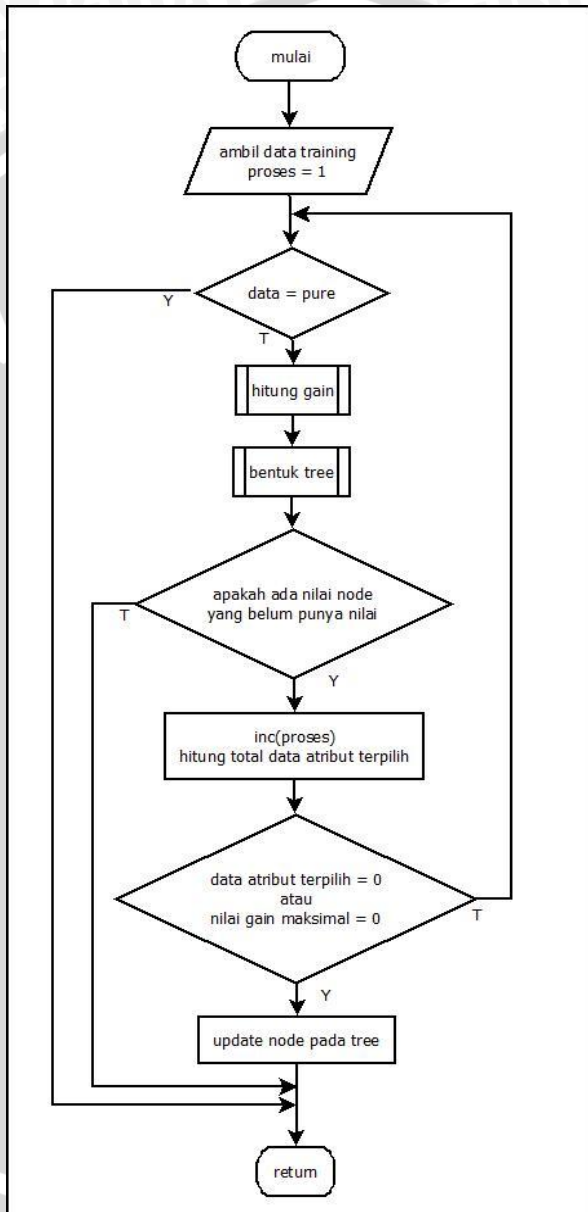 mulai
ambil data training
proses = 1
data = pure
Y
T
hitung gain
bentuk tree
apakah ada nilai node
yang belum punya nilai
T
Y
inc(proses)
hitung total data atribut terpilih
data atribut terpilih = 0
atau
nilai gain maksimal = 0
T
Y
update node pada tree
return